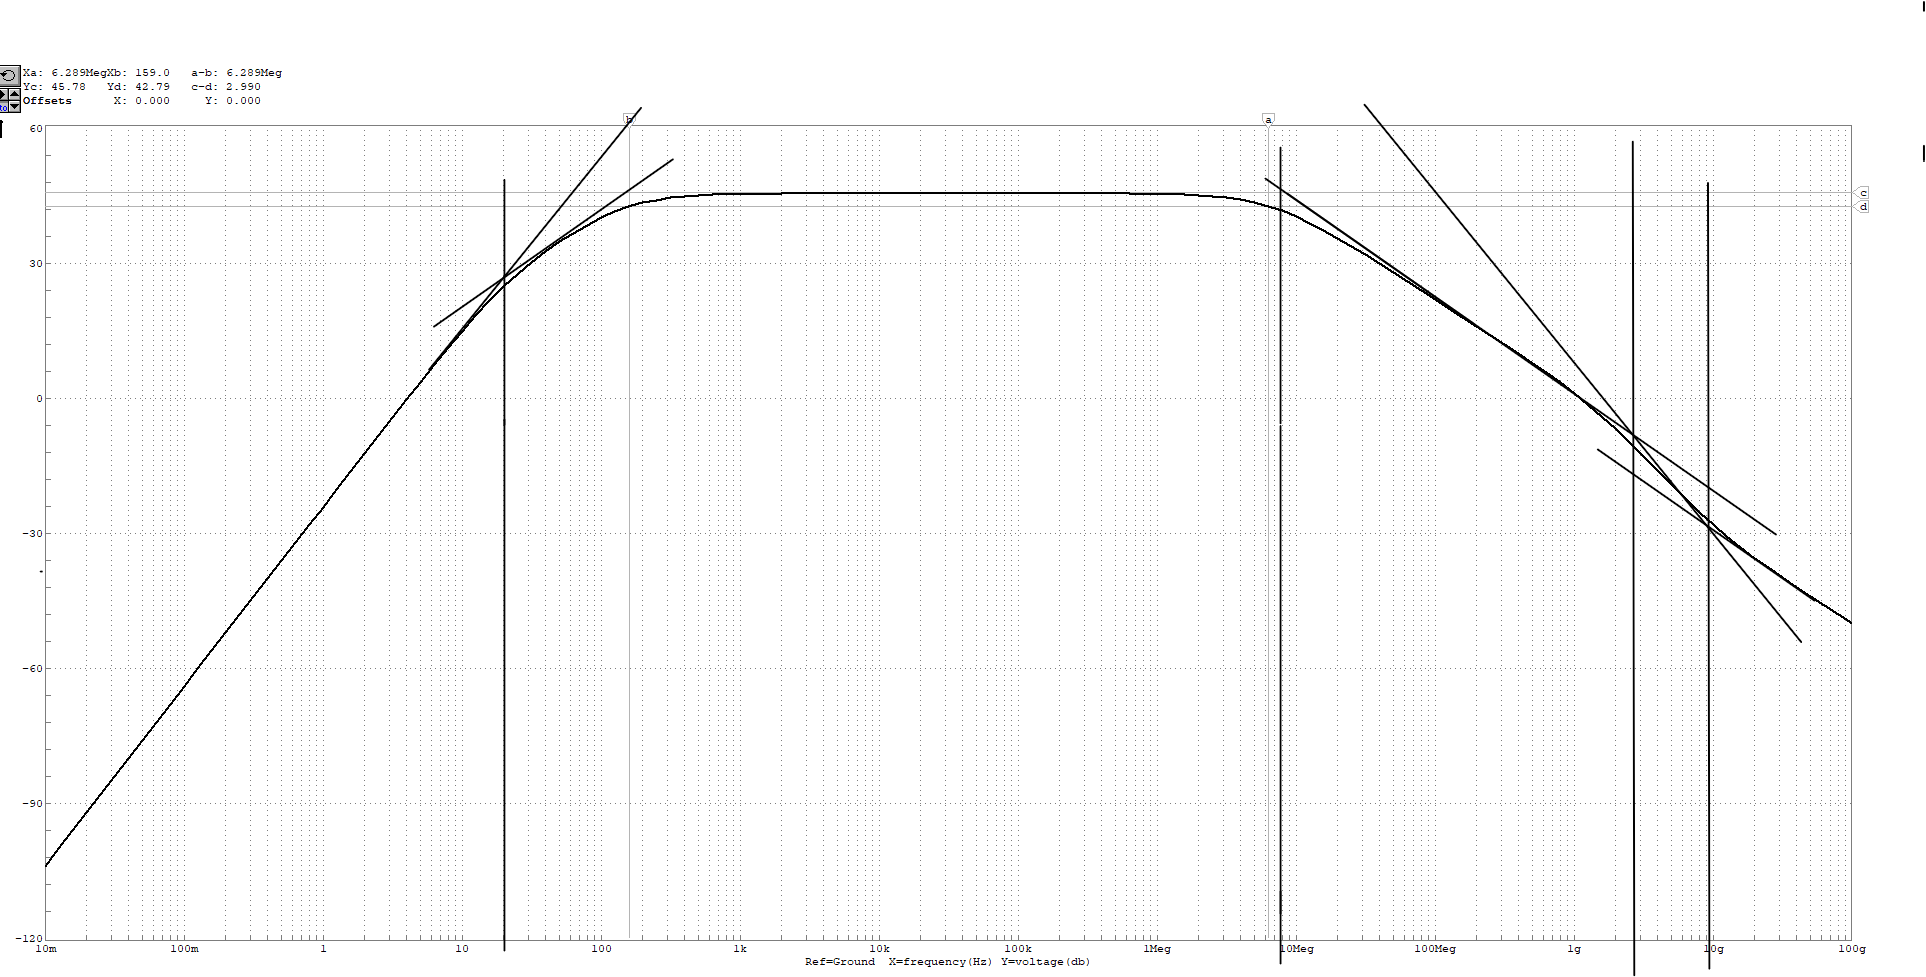 Xa: 6.289MegXb: 159.0 a-b: 6.289Meg
Yc: 45.78 Yd: 42.79 c-d: 2.990
Offsets X: 0.000 Y: 0.000
to
b a
60
c
d
30
0
-30
-60
-90
-120
10m 100m 1 10 100 1k 10k 100k 1Meg 10Meg 100Meg 1g 10g 100g
Ref=Ground X=frequency(Hz) Y=voltage(db)